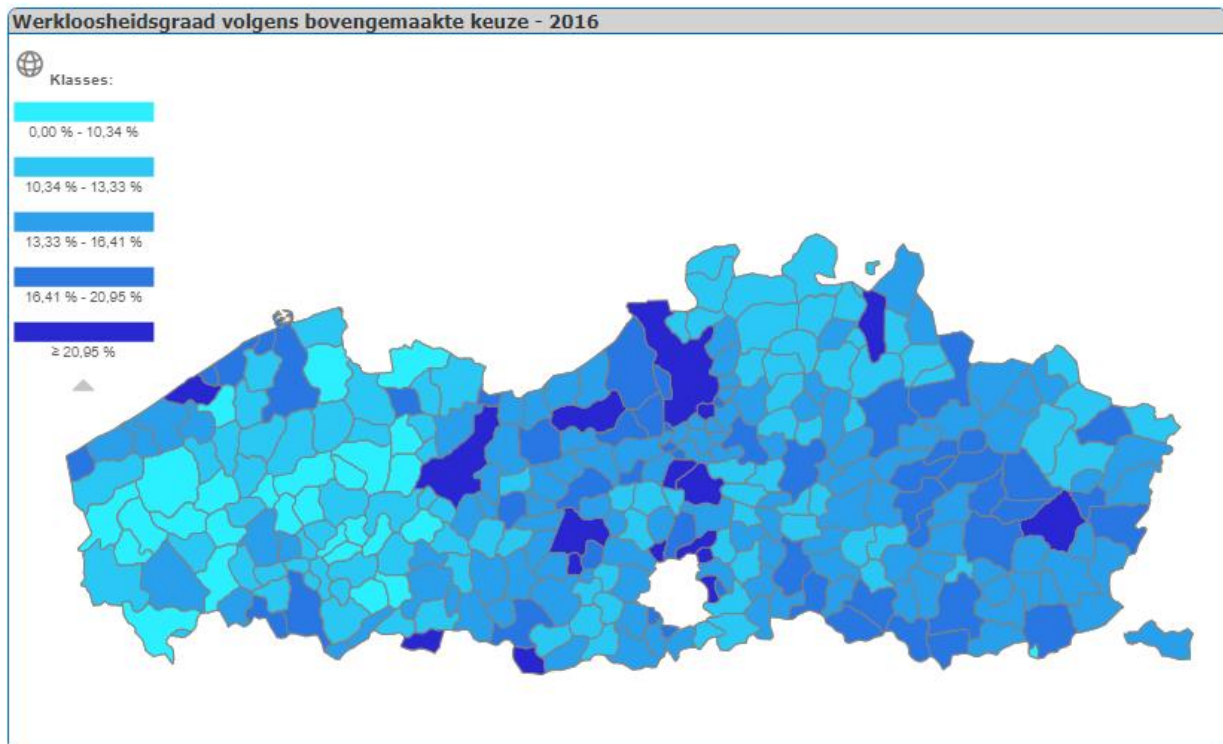 Werkloosheidsgraad volgens bovengemaakte keuze - 2016
Klasses:
0,00 % - 10,34 %
10,34 % - 13,33 %
13,33 % - 16,41 %
16,41 % - 20,95 %
≥ 20,95 %